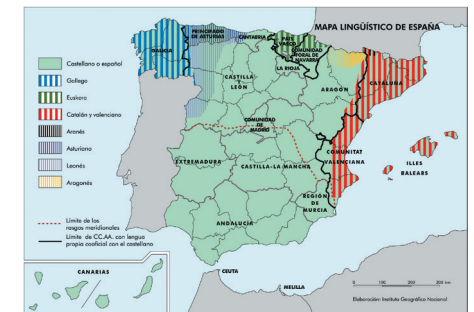 MAPA LINGÜÍSTICO DE ESPAÑA
PRINCIPADO
DE ASTURIAS
CANTABRIA
PAÍS
VASCO
GALICIA
COMUNIDAD
FORAL DE
NAVARRA
LA RIOJA
CATALUÑA
CASTILLA
Y
LEÓN
ARAGÓN
COMUNIDAD
DE
MADRID
EXTREMADURA
CASTILLA-LA MANCHA
COMUNITAT
VALENCIANA
ILLES
BALEARS
REGIÓN
DE
MURCIA
ANDALUCÍA
CEUTA
MELILLA
CANARIAS
Castellano o español
Gallego
Euskera
Catalán y valenciano
Aranés
Asturiano
Leonés
Aragonés
Límite de los
rasgos meridionales
Límite de CC.AA. con lengua
propia cooficial con el castellano
0 100 200 300 km
Elaboración: Instituto Geográfico Nacional